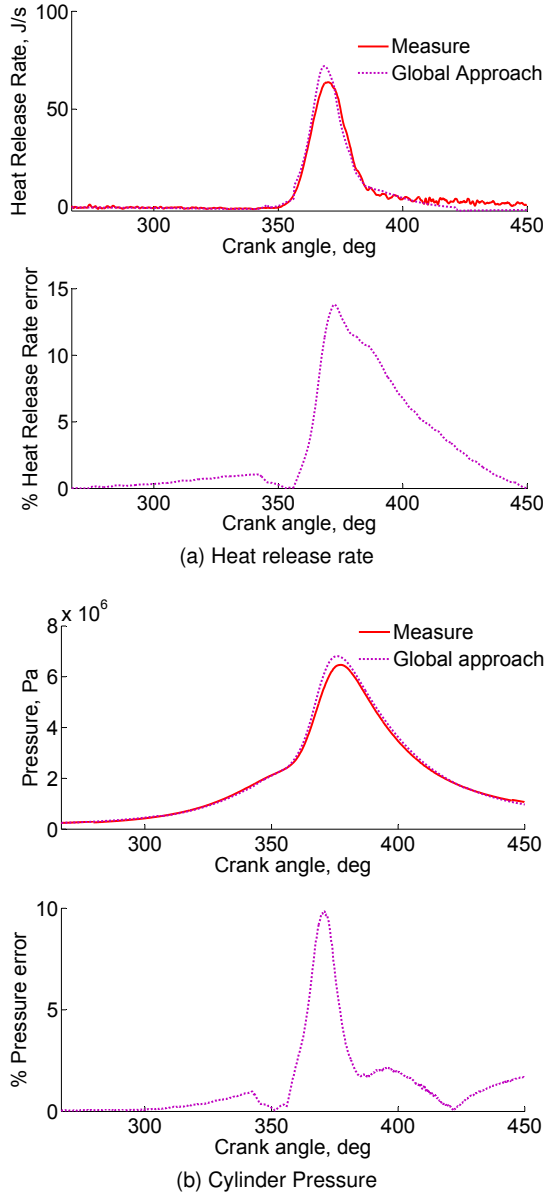 100
50
0
Heat Release Rate, J/s
Measure
Global Approach
300 350 400 450
Crank angle, deg
15
10
5
0
% Heat Release Rate error
300 350 400 450
Crank angle, deg
(a) Heat release rate
x 10^6
8
6
4
2
0
Pressure, Pa
Measure
Global approach
300 350 400 450
Crank angle, deg
10
5
0
% Pressure error
300 350 400 450
Crank angle, deg
(b) Cylinder Pressure